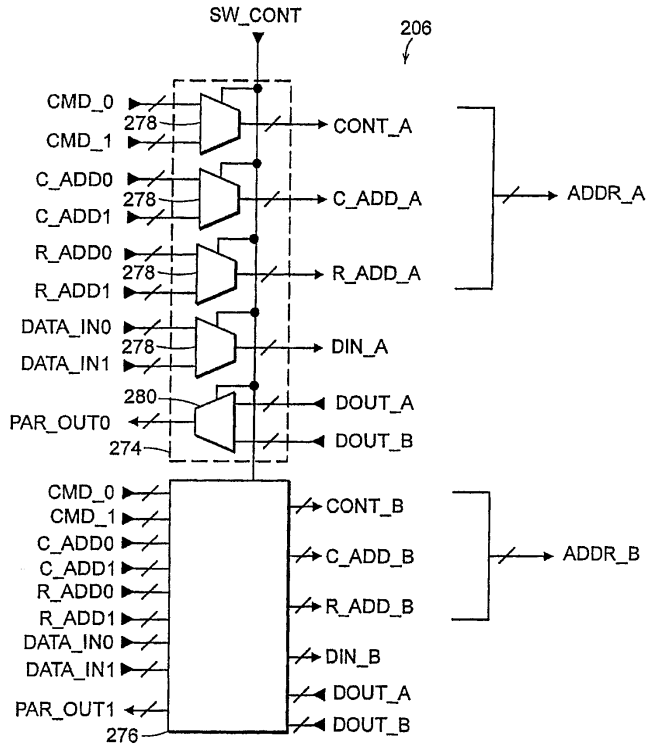 SW_CONT
206
CMD_0
278
CMD_1
CONT_A
C_ADD0
278
C_ADD1
C_ADD_A
ADDR_A
R_ADD0
278
R_ADD1
R_ADD_A
DATA_IN0
278
DATA_IN1
DIN_A
280
DOUT_A
PAR_OUT0
DOUT_B
274
CMD_0
CMD_1
CONT_B
C_ADD0
C_ADD1
C_ADD_B
ADDR_B
R_ADD0
R_ADD1
R_ADD_B
DATA_IN0
DATA_IN1
DIN_B
DOUT_A
PAR_OUT1
DOUT_B
276